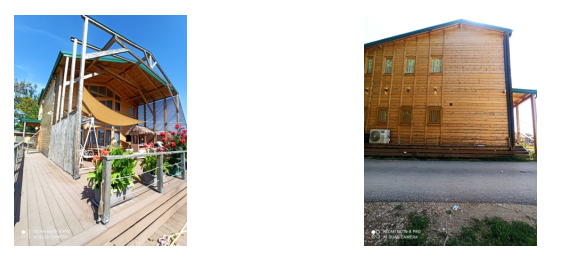 REDMI NOTE 8 PRO
AI QUAD CAMERA
REDMI NOTE 8 PRO
AI QUAD CAMERA